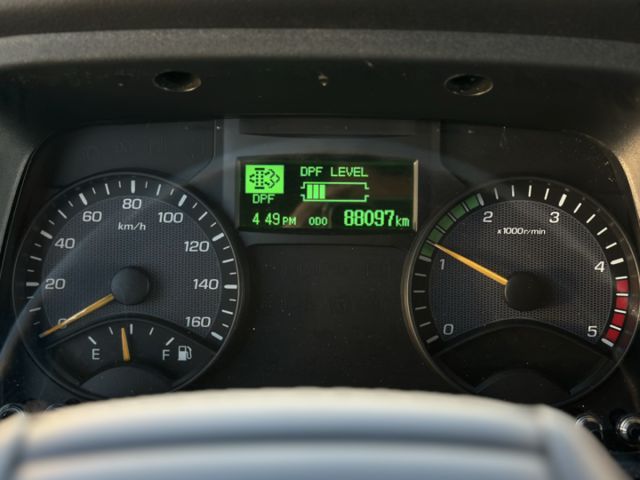 DPF LEVEL
DPF
4:49 PM ODO 88097 km
0 20 40 60 80 100 120 140 160
km/h
E F
0 1 2 3 4 5
x1000r/min